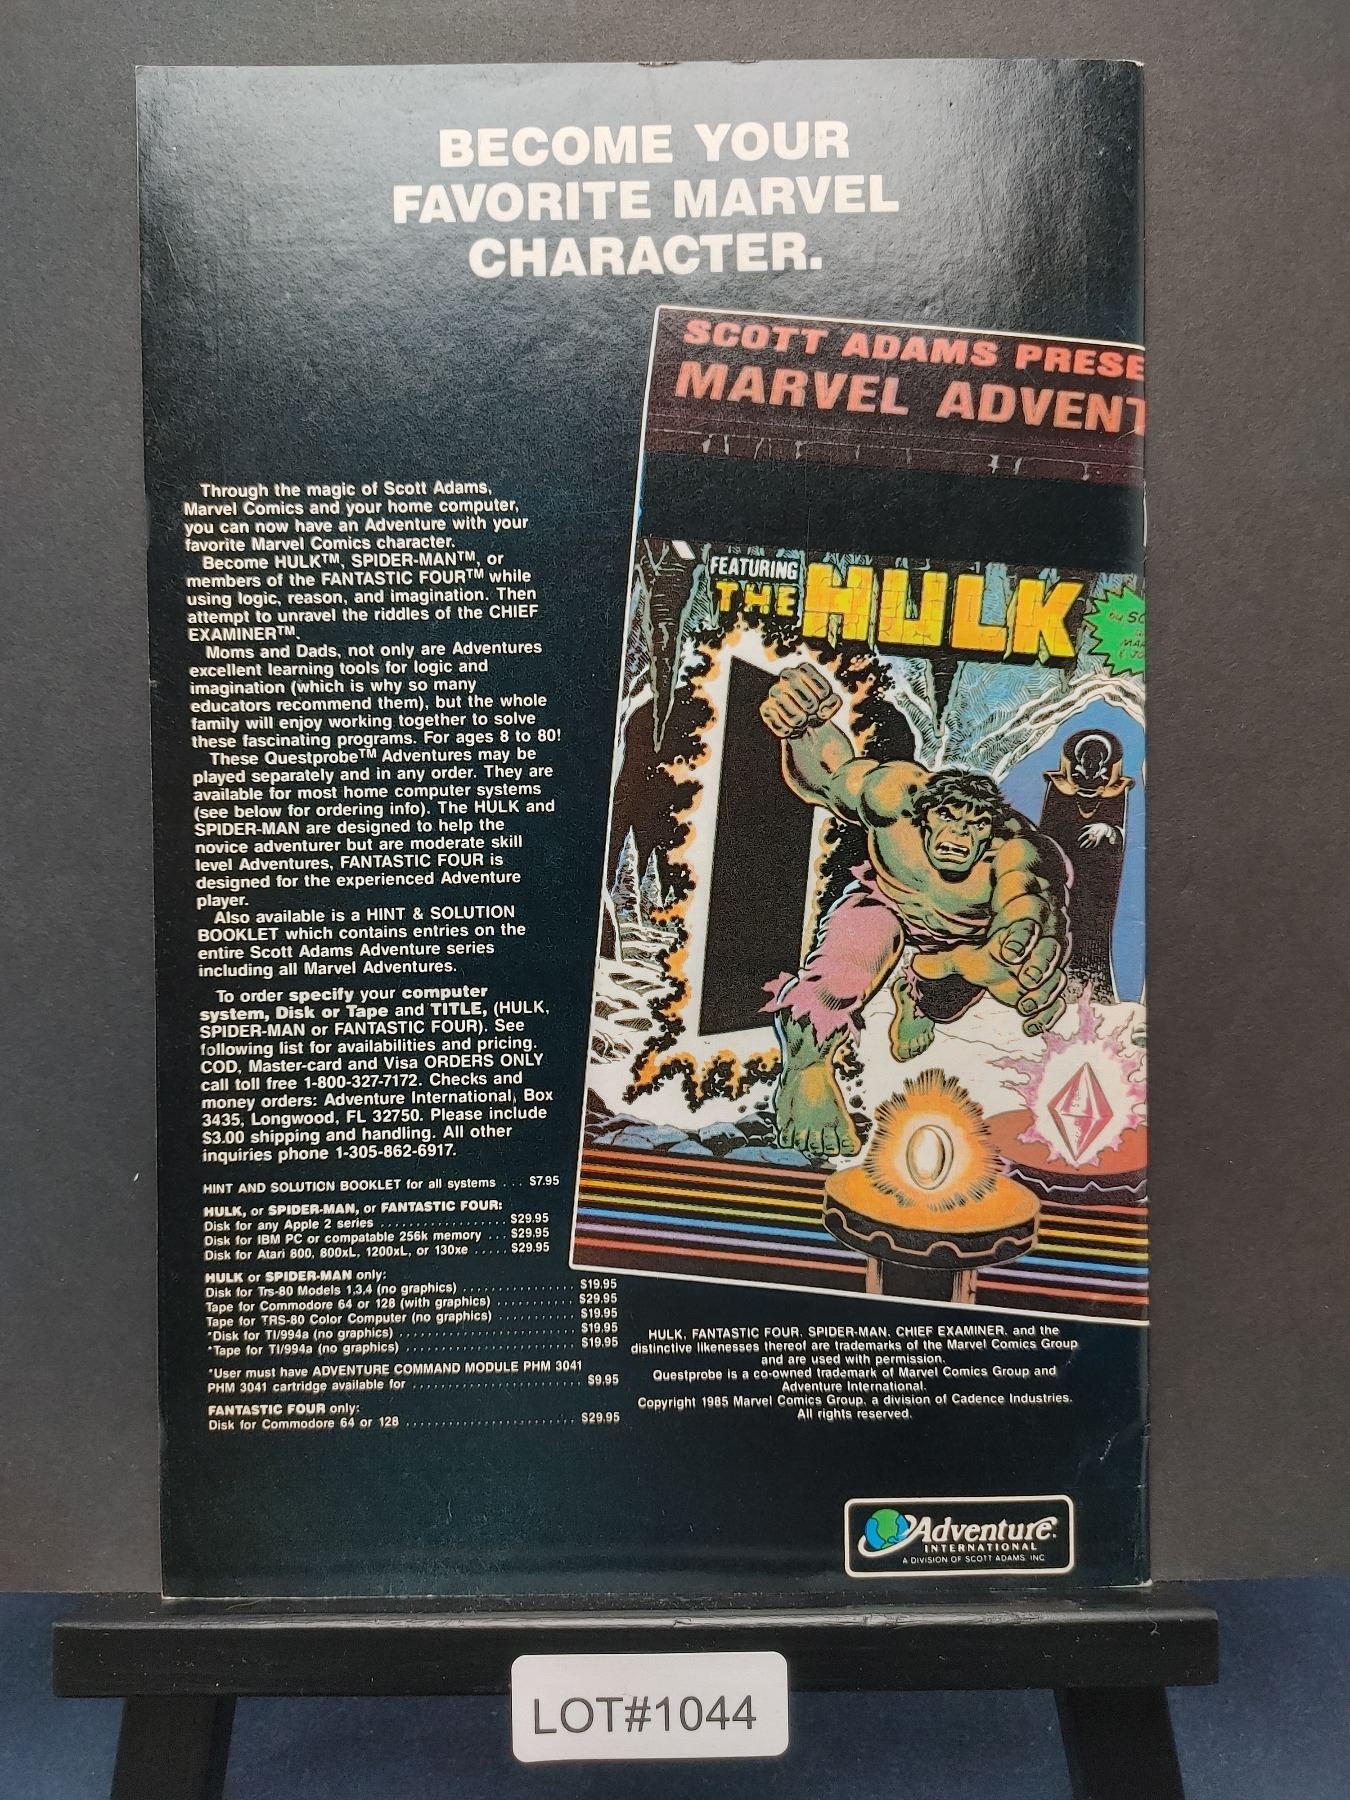 BECOME YOUR
FAVORITE MARVEL
CHARACTER.
SCOTT ADAMS PRESE
MARVEL ADVENT
FEATURING
THE HULK
Through the magic of Scott Adams,
Marvel Comics and your home computer,
you can now have an Adventure with your
favorite Marvel Comics character.
Become HULK™, SPIDER-MAN™, or
members of the FANTASTIC FOUR™ while
using logic, reason, and imagination. Then
attempt to unravel the riddles of the CHIEF
EXAMINER™.
Moms and Dads, not only are Adventures
excellent learning tools for logic and
imagination (which is why so many
educators recommend them), but the whole
family will enjoy working together to solve
these fascinating programs. For ages 8 to 80!
These Questprobe™ Adventures may be
played separately and in any order. They are
available for most home computer systems
(see below for ordering info). The HULK and
SPIDER-MAN are designed to help the
novice adventurer but are moderate skill
level Adventures, FANTASTIC FOUR is
designed for the experienced Adventure
player.
Also available is a HINT & SOLUTION
BOOKLET which contains entries on the
entire Scott Adams Adventure series
including all Marvel Adventures.
To order specify your computer
system, Disk or Tape and TITLE, (HULK,
SPIDER-MAN or FANTASTIC FOUR). See
following list for availabilities and pricing.
COD, Master-card and Visa ORDERS ONLY
call toll free 1-800-327-7172. Checks and
money orders: Adventure International, Box
3435, Longwood, FL 32750. Please include
$3.00 shipping and handling. All other
inquiries phone 1-305-862-6917.
HINT AND SOLUTION BOOKLET for all systems ... $7.95
HULK, or SPIDER-MAN, or FANTASTIC FOUR:
Disk for any Apple 2 series .................. $29.95
Disk for IBM PC or compatable 256k memory ... $29.95
Disk for Atari 800, 800xL, 1200xL, or 130xe ..... $29.95
HULK or SPIDER-MAN only:
Disk for Trs-80 Models 1,3,4 (no graphics) ................ $19.95
Tape for Commodore 64 or 128 (with graphics) ........... $29.95
Tape for TRS-80 Color Computer (no graphics) ........... $19.95
*Disk for TI/994a (no graphics) ......................... $19.95
*Tape for TI/994a (no graphics) ......................... $19.95
*User must have ADVENTURE COMMAND MODULE PHM 3041
PHM 3041 cartridge available for ........................ $9.95
FANTASTIC FOUR only:
Disk for Commodore 64 or 128 ........................ $29.95
HULK, FANTASTIC FOUR, SPIDER-MAN, CHIEF EXAMINER, and the
distinctive likenesses thereof are trademarks of the Marvel Comics Group
and are used with permission.
Questprobe is a co-owned trademark of Marvel Comics Group and
Adventure International.
Copyright 1985 Marvel Comics Group, a division of Cadence Industries.
All rights reserved.
Adventure
INTERNATIONAL
A DIVISION OF SCOTT ADAMS, INC
LOT#1044